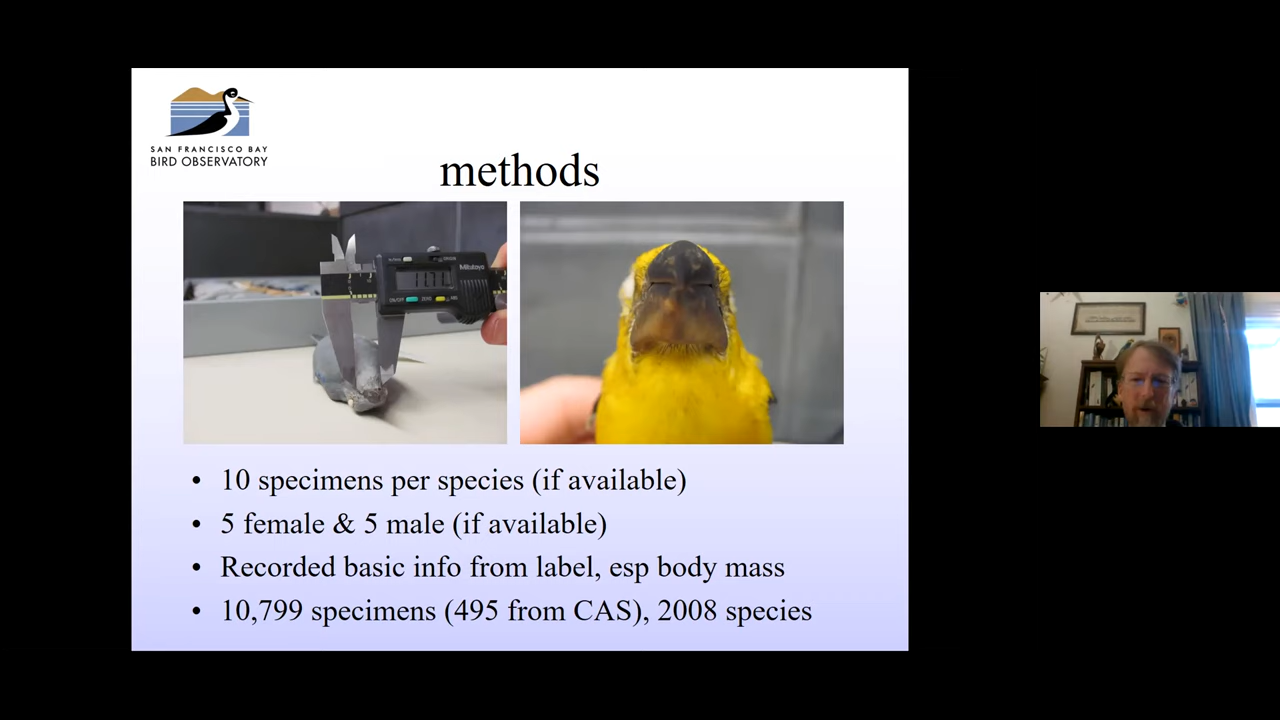 SAN FRANCISCO BAY
BIRD OBSERVATORY
methods
Mitutoyo
• 10 specimens per species (if available)
• 5 female & 5 male (if available)
• Recorded basic info from label, esp body mass
• 10,799 specimens (495 from CAS), 2008 species